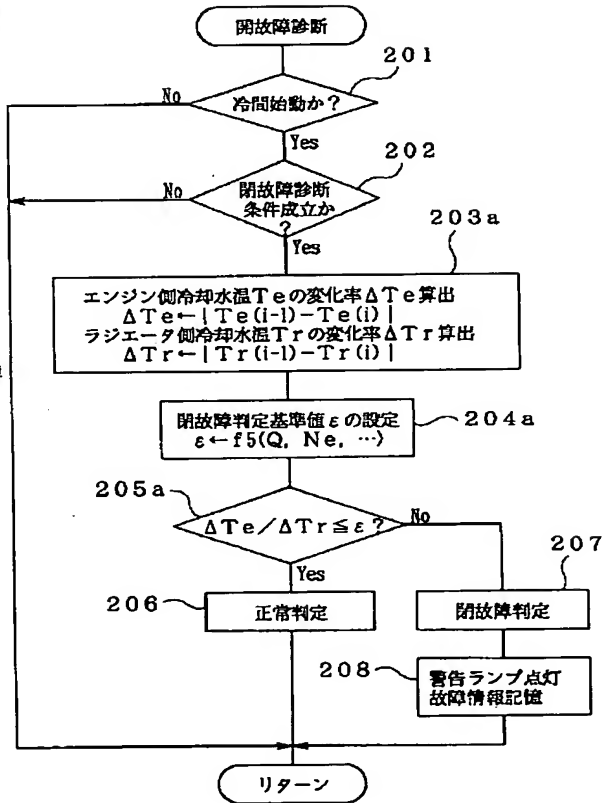 開故障診断
201
No
冷間始動か?
Yes
202
No
閉故障診断
条件成立か
?
Yes
203a
エンジン側冷却水温Teの変化率ΔTe算出
ΔTe←|Te(i-1)−Te(i)|
ラジエータ側冷却水温Trの変化率ΔTr算出
ΔTr←|Tr(i-1)−Tr(i)|
204a
閉故障判定基準値εの設定
ε←f5(Q, Ne, …)
205a
ΔTe/ΔTr≦ε?
No
Yes
207
206
正常判定
閉故障判定
208
警告ランプ点灯
故障情報記憶
リターン